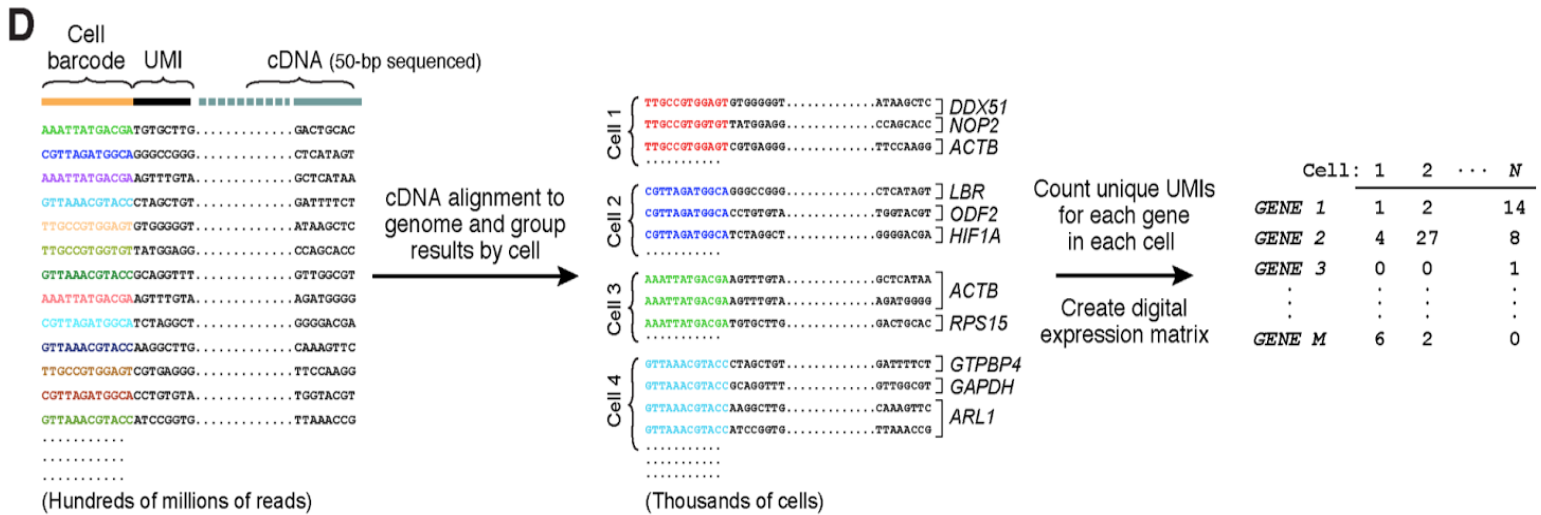 D
Cell barcode UMI cDNA (50-bp sequenced)
AAATTATGACGATGTGCTTG............GACTGCAC
CGTTAGATGGCAGGGCCGGG............CTCATAGT
AAATTATGACGAAGTTTGTA............GCTCATAA
GTTAAACGTACCCTAGCTGT............GATTTTCT
TTGCCGTGGAGTGTGGGGGT............ATAAGCTC
TTGCCGTGGTGTTATGGAGG............CCAGCACC
GTTAAACGTACCGCAGGTTT............GTTGGCGT
AAATTATGACGAAGTTTGTA............AGATGGGG
CGTTAGATGGCATCTAGGCT............GGGGACGA
GTTAAACGTACCAAGGCTTG............CAAAGTTC
TTGCCGTGGAGTCGTGAGGG............TTCCAAGG
CGTTAGATGGCACCTGTGTA............TGGTACGT
GTTAAACGTACCATCCGGTG............TTAAACCG
...........
...........
...........
(Hundreds of millions of reads)
cDNA alignment to
genome and group
results by cell
Cell 1
TTGCCGTGGAGTGTGGGGGT............ATAAGCTC DDX51
TTGCCGTGGTGTTATGGAGG............CCAGCACC NOP2
TTGCCGTGGAGTCGTGAGGG............TTCCAAGG ACTB
...........
Cell 2
CGTTAGATGGCAGGGCCGGG............CTCATAGT LBR
CGTTAGATGGCACCTGTGTA............TGGTACGT ODF2
CGTTAGATGGCATCTAGGCT............GGGGACGA HIF1A
...........
Cell 3
AAATTATGACGAAGTTTGTA............GCTCATAA
ACTB
AAATTATGACGAAGTTTGTA............AGATGGGG
AAATTATGACGATGTGCTTG............GACTGCAC RPS15
...........
Cell 4
GTTAAACGTACCCTAGCTGT............GATTTTCT GTPBP4
GTTAAACGTACCGCAGGTTT............GTTGGCGT GAPDH
GTTAAACGTACCAAGGCTTG............CAAAGTTC
ARL1
GTTAAACGTACCATCCGGTG............TTAAACCG
...........
...........
...........
(Thousands of cells)
Count unique UMIs
for each gene
in each cell
Create digital
expression matrix
Cell: 1 2 ··· N
GENE 1 1 2 14
GENE 2 4 27 8
GENE 3 0 0 1
. . . .
. . . .
GENE M 6 2 0